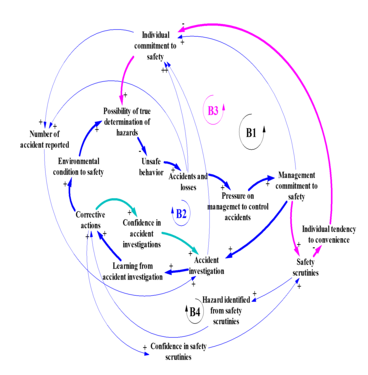 Individual
commitment to
safety
-
+
++
B3
B1
Possibility of true
determination of
hazards
+
Number of
accident reported
+
+
Environmental
condition to safety
+
-
Unsafe
behavior
+
Accidents and
losses
+
Pressure on
managemet to control
accidents
+
Management
commitment to
safety
B2
Corrective
actions
+
Confidence in
accident
investigations
Individual tendency
to convenience
-
Learning from
accident investigation
+
+
Accident
investigation
+
+
Safety
scrutinies
+
B4
Hazard identified
from safety
scrutinies
+
+
Confidence in safety
scrutinies
+